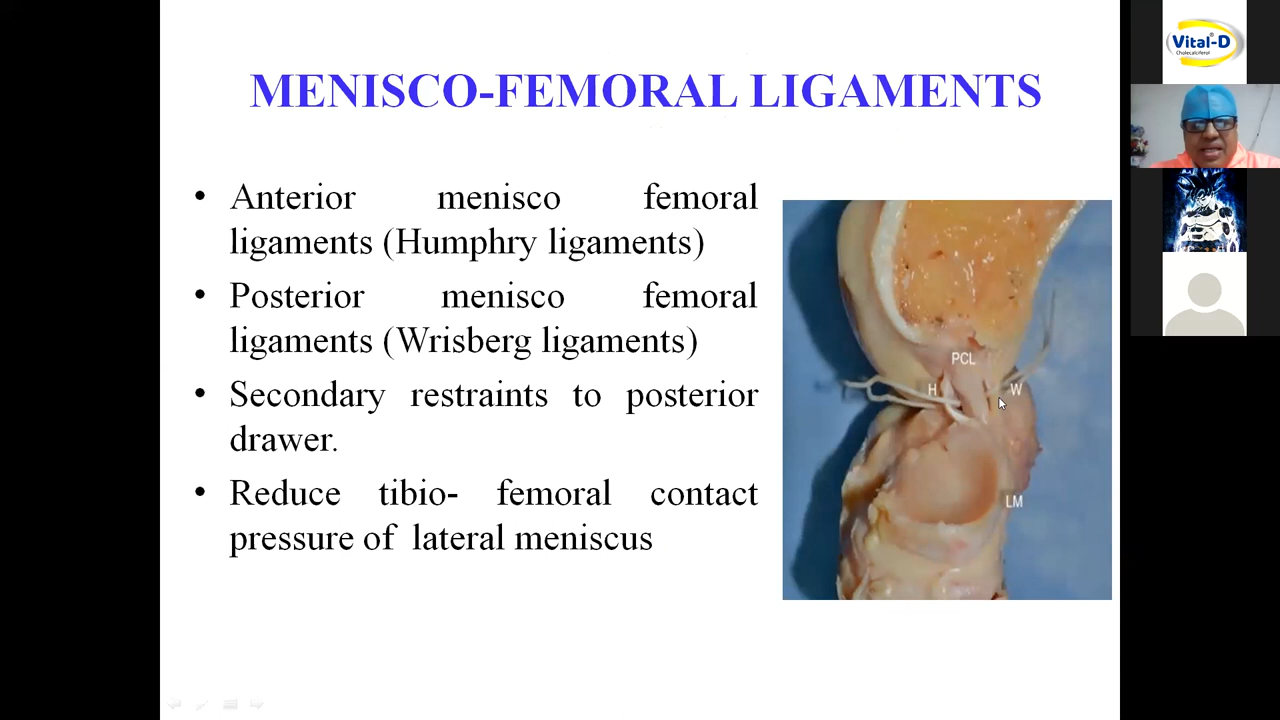 MENISCO-FEMORAL LIGAMENTS
• Anterior menisco femoral
ligaments (Humphry ligaments)
• Posterior menisco femoral
ligaments (Wrisberg ligaments)
• Secondary restraints to posterior
drawer.
• Reduce tibio- femoral contact
pressure of lateral meniscus
PCL
H
W
LM
Vital-D
Cholecalciferol